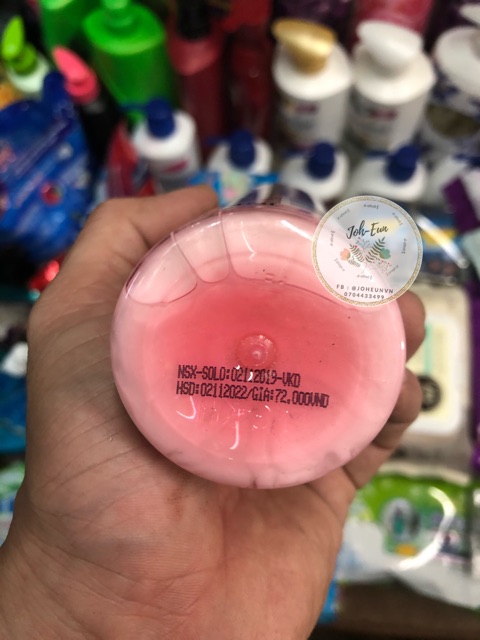 Joh-Eun
FB : @JOHEUNVN
0704433499
NSX-SOLO:02112019-VKD
HSD:02112022/GIA:72.000VND